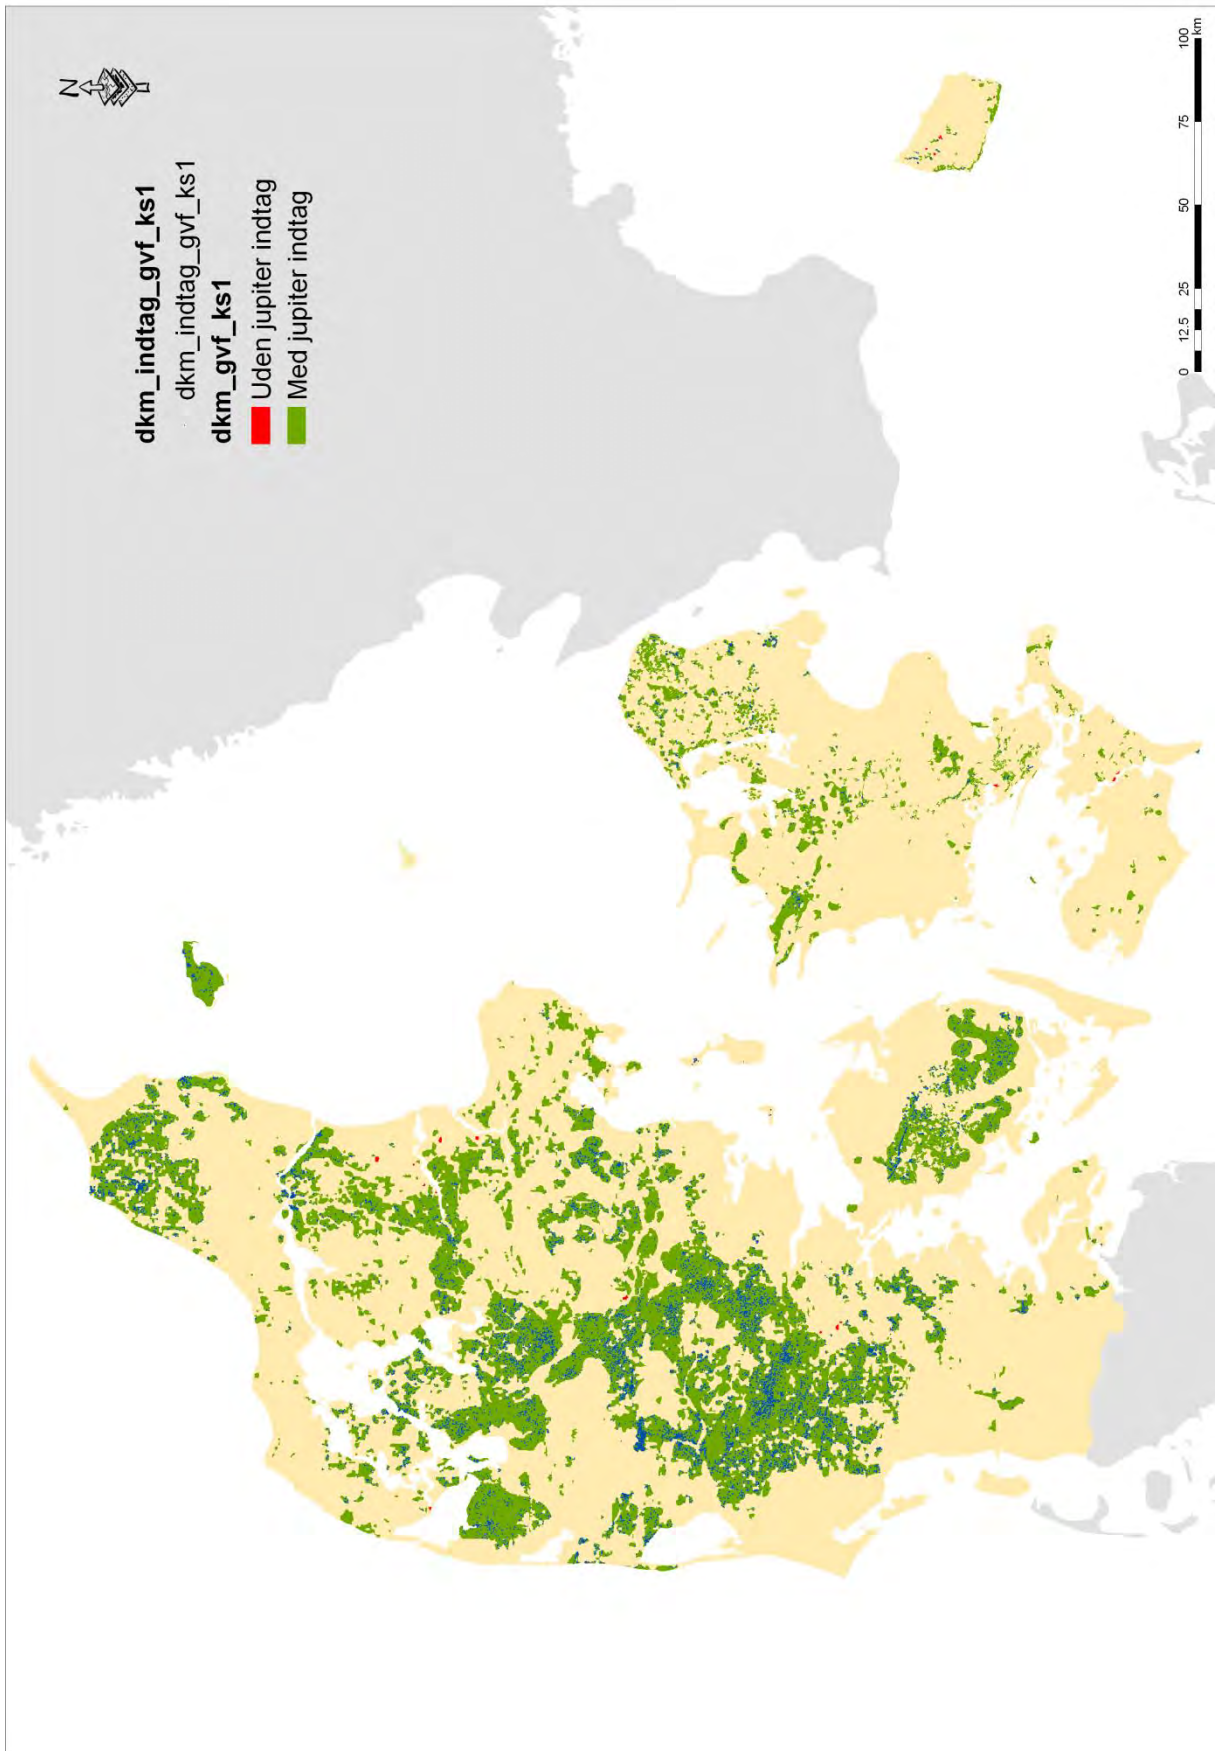 N
dkm_indtag_gvf_ks1
dkm_indtag_gvf_ks1
dkm_gvf_ks1
Uden jupiter indtag
Med jupiter indtag
0 12.5 25 50 75 100
km